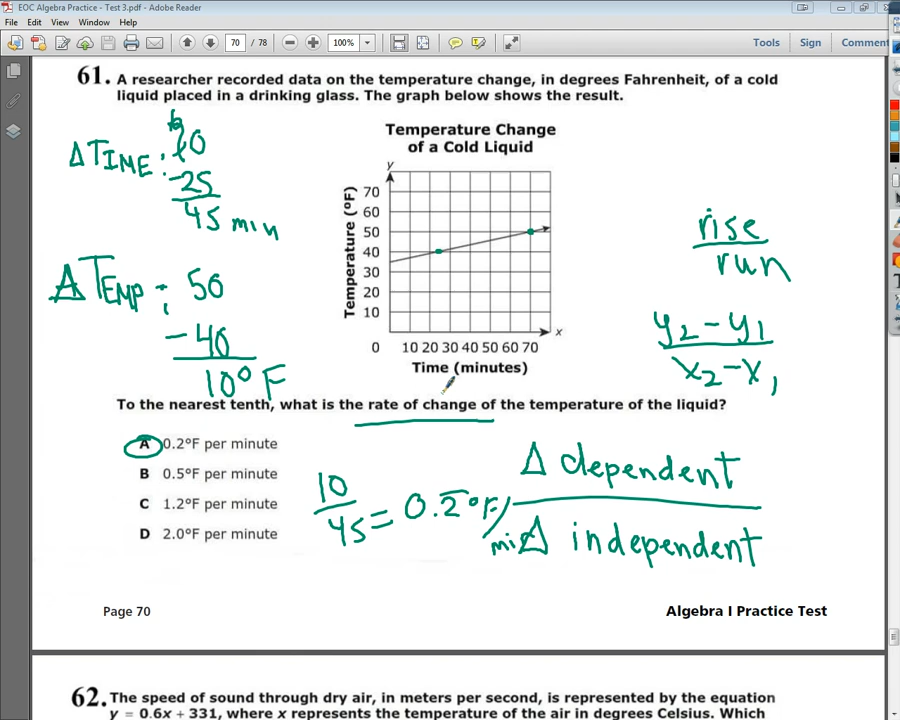 EOC Algebra Practice - Test 3.pdf - Adobe Reader
File Edit View Window Help
70 / 78 100% Tools Sign Comment
61. A researcher recorded data on the temperature change, in degrees Fahrenheit, of a cold
liquid placed in a drinking glass. The graph below shows the result.
Δ TIME:
- 25
45 min
Δ TEMP: 50
- 40
10° F
Temperature Change
of a Cold Liquid
y
Temperature (ºF)
70
60
50
40
30
20
10
0 10 20 30 40 50 60 70
x
Time (minutes)
rise
run
y₂ - y₁
x₂ - x₁
To the nearest tenth, what is the rate of change of the temperature of the liquid?
A 0.2°F per minute
B 0.5°F per minute
C 1.2°F per minute
D 2.0°F per minute
10
45 = 0.2̅ °F/
min
Δ dependent
Δ independent
Page 70 Algebra I Practice Test
62. The speed of sound through dry air, in meters per second, is represented by the equation
y = 0.6x + 331, where x represents the temperature of the air in degrees Celsius. Which